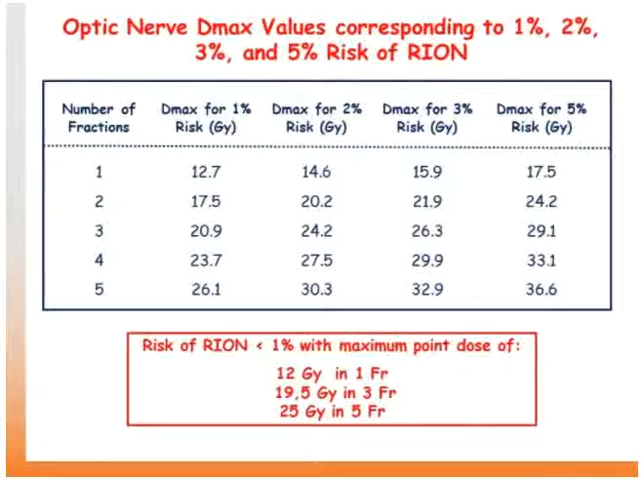 Optic Nerve Dmax Values corresponding to 1%, 2%,
3%, and 5% Risk of RION
Number of Fractions Dmax for 1% Risk (Gy) Dmax for 2% Risk (Gy) Dmax for 3% Risk (Gy) Dmax for 5% Risk (Gy)
1 12.7 14.6 15.9 17.5
2 17.5 20.2 21.9 24.2
3 20.9 24.2 26.3 29.1
4 23.7 27.5 29.9 33.1
5 26.1 30.3 32.9 36.6
Risk of RION < 1% with maximum point dose of:
12 Gy in 1 Fr
19,5 Gy in 3 Fr
25 Gy in 5 Fr